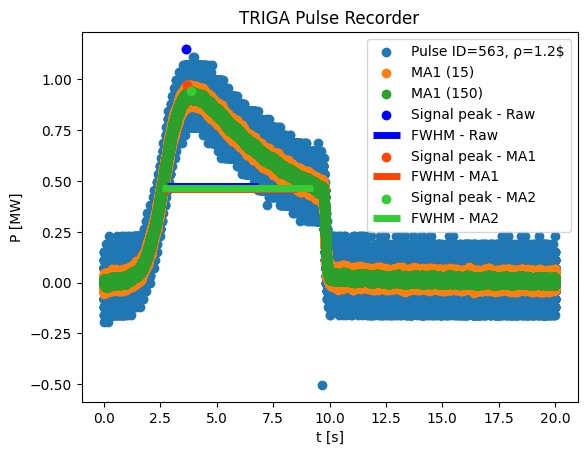 TRIGA Pulse Recorder
Pulse ID=563, ρ=1.2$
MA1 (15)
MA1 (150)
Signal peak - Raw
FWHM - Raw
Signal peak - MA1
FWHM - MA1
Signal peak - MA2
FWHM - MA2
P [MW]
1.00
0.75
0.50
0.25
0.00
−0.25
−0.50
0.0 2.5 5.0 7.5 10.0 12.5 15.0 17.5 20.0
t [s]